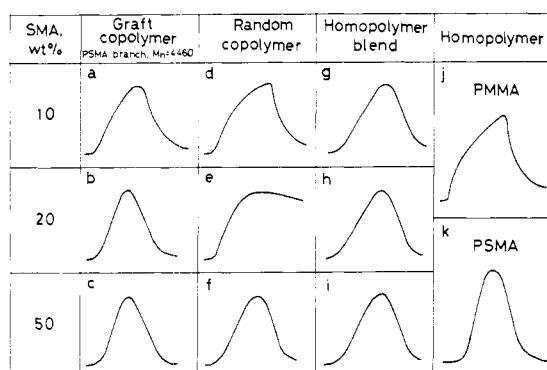 SMA, wt%
Graft copolymer
PSMA branch, Mn=4460
Random copolymer
Homopolymer blend
Homopolymer
10
a
d
g
j
PMMA
20
b
e
h
k
PSMA
50
c
f
i